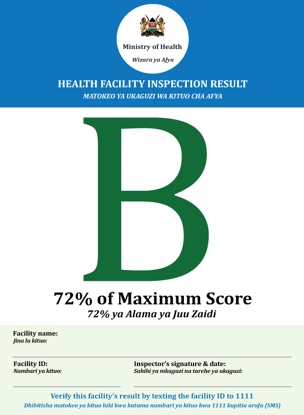 Ministry of Health
Wizara ya Afya
HEALTH FACILITY INSPECTION RESULT
MATOKEO YA UKAGUZI WA KITUO CHA AFYA
B
72% of Maximum Score
72% ya Alama ya Juu Zaidi
Facility name:
Jina la kituo:
Facility ID:
Nambari ya kituo:
Inspector's signature & date:
Sahihi ya mkaguzi na tarehe ya ukaguzi:
Verify this facility's result by texting the facility ID to 1111
Dhibitisha matokeo ya kituo hiki kwa kutuma nambari ya kituo kwa 1111 kupitia arafa (SMS)